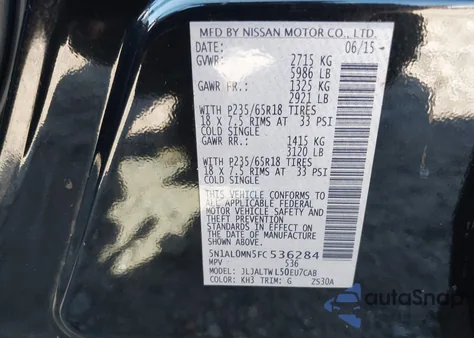 MFD BY NISSAN MOTOR CO., LTD.
DATE: 06/15
GVWR: 2715 KG
5986 LB
GAWR FR.: 1325 KG
2921 LB
WITH P235/65R18 TIRES
18 x 7.5 RIMS AT 33 PSI
COLD SINGLE
GAWR RR.: 1415 KG
3120 LB
WITH P235/65R18 TIRES
18 x 7.5 RIMS AT 33 PSI
COLD SINGLE
THIS VEHICLE CONFORMS TO
ALL APPLICABLE FEDERAL
MOTOR VEHICLE SAFETY AND
THEFT PREVENTION
STANDARDS IN EFFECT ON
THE DATE OF MANUFACTURE
SHOWN ABOVE.
5N1AL0MN5FC536284
MPV 536
MODEL: JLJALTWL50EU7CAB
COLOR: KH3 TRIM: G ZS30A
autoSnap